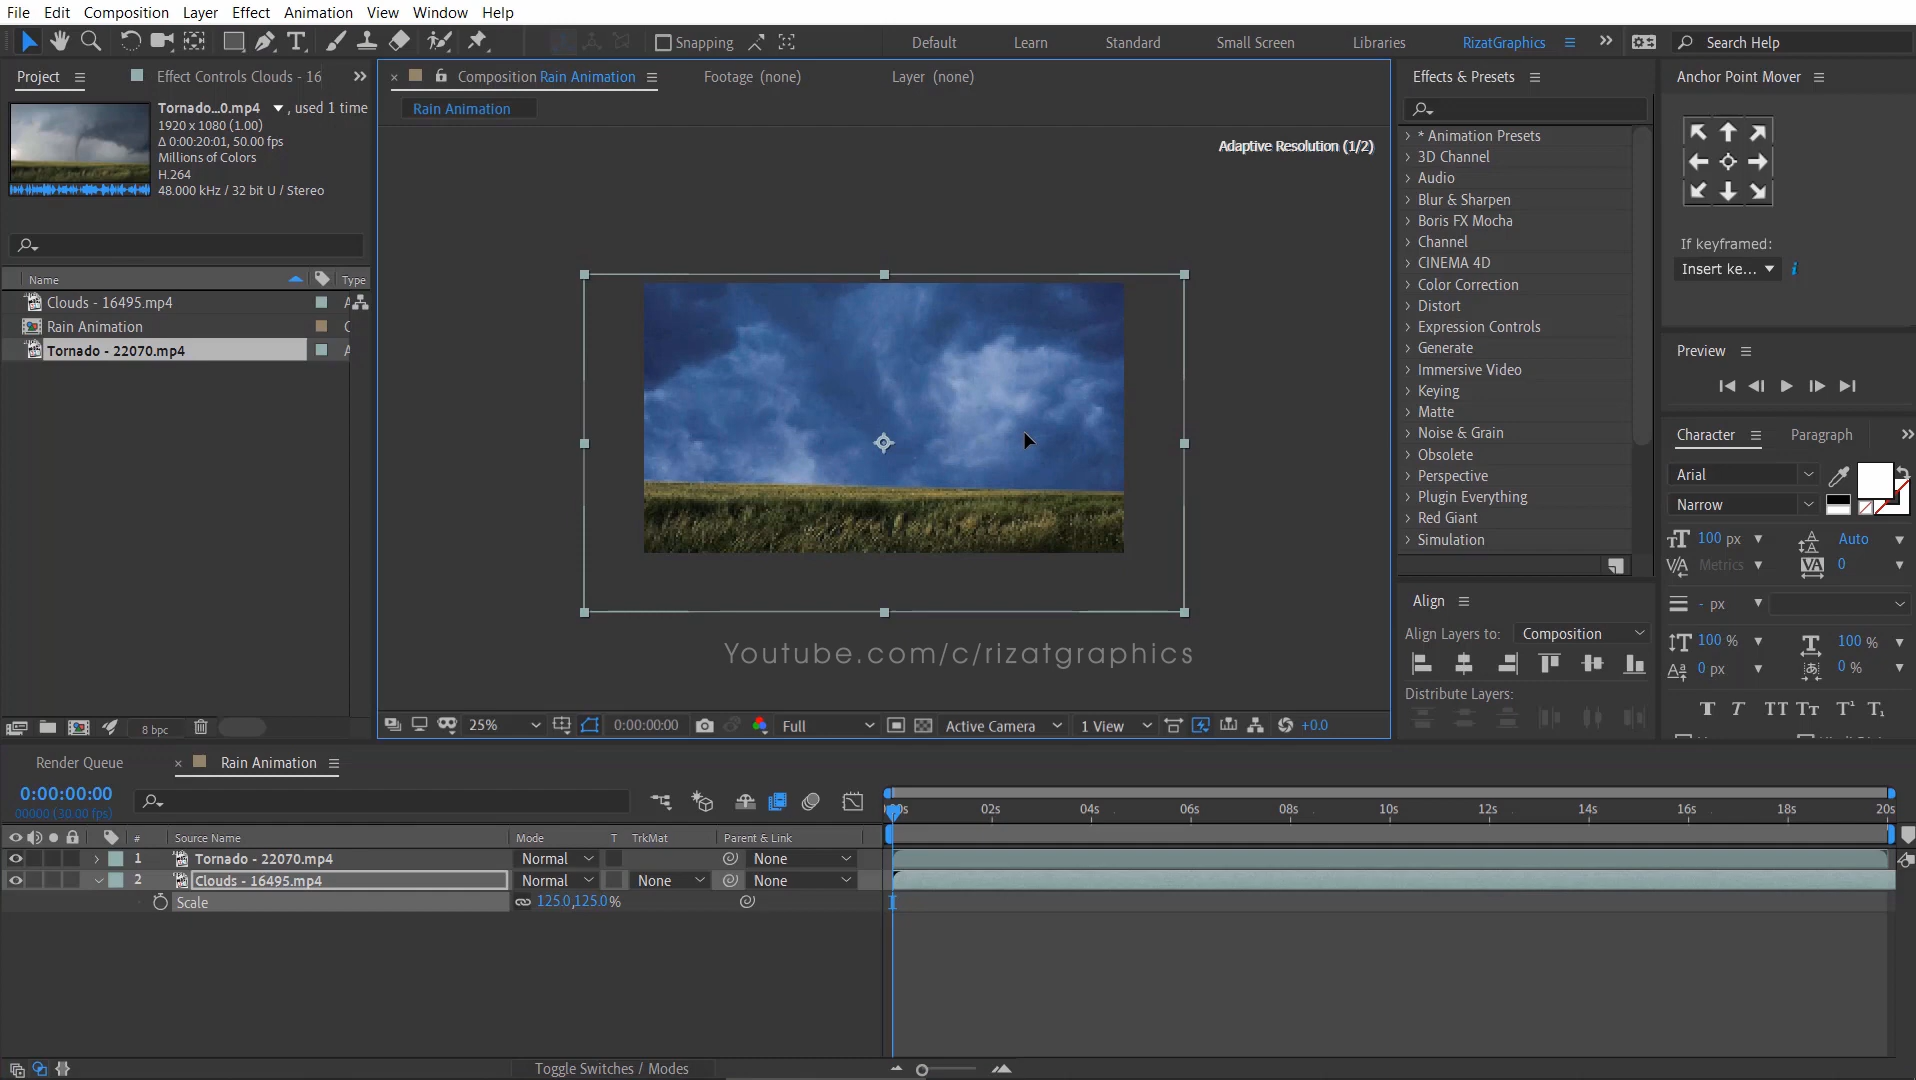 File Edit Composition Layer Effect Animation View Window Help
Snapping Default Learn Standard Small Screen Libraries RizatGraphics Search Help
Project Effect Controls Clouds - 16
Tornado...0.mp4 , used 1 time
1920 x 1080 (1.00)
Δ 0:00:20:01, 50.00 fps
Millions of Colors
H.264
48.000 kHz / 32 bit U / Stereo
Name Type
Clouds - 16495.mp4 A
Rain Animation C
Tornado - 22070.mp4 A
8 bpc
Composition Rain Animation Footage (none) Layer (none)
Rain Animation
Adaptive Resolution (1/2)
Youtube.com/c/rizatgraphics
25% 0:00:00:00 Full Active Camera 1 View +0.0
Effects & Presets
* Animation Presets
3D Channel
Audio
Blur & Sharpen
Boris FX Mocha
Channel
CINEMA 4D
Color Correction
Distort
Expression Controls
Generate
Immersive Video
Keying
Matte
Noise & Grain
Obsolete
Perspective
Plugin Everything
Red Giant
Simulation
Align
Align Layers to: Composition
Distribute Layers:
Anchor Point Mover
If keyframed:
Insert ke...
Preview
Character Paragraph
Arial
Narrow
100 px Auto
Metrics 0
- px
100 % 100 %
0 px 0 %
Render Queue Rain Animation
0:00:00:00
00000 (30.00 fps)
# Source Name Mode T TrkMat Parent & Link
1 Tornado - 22070.mp4 Normal None
2 Clouds - 16495.mp4 Normal None None
Scale 125.0,125.0%
02s 04s 06s 08s 10s 12s 14s 16s 18s 20s
Toggle Switches / Modes